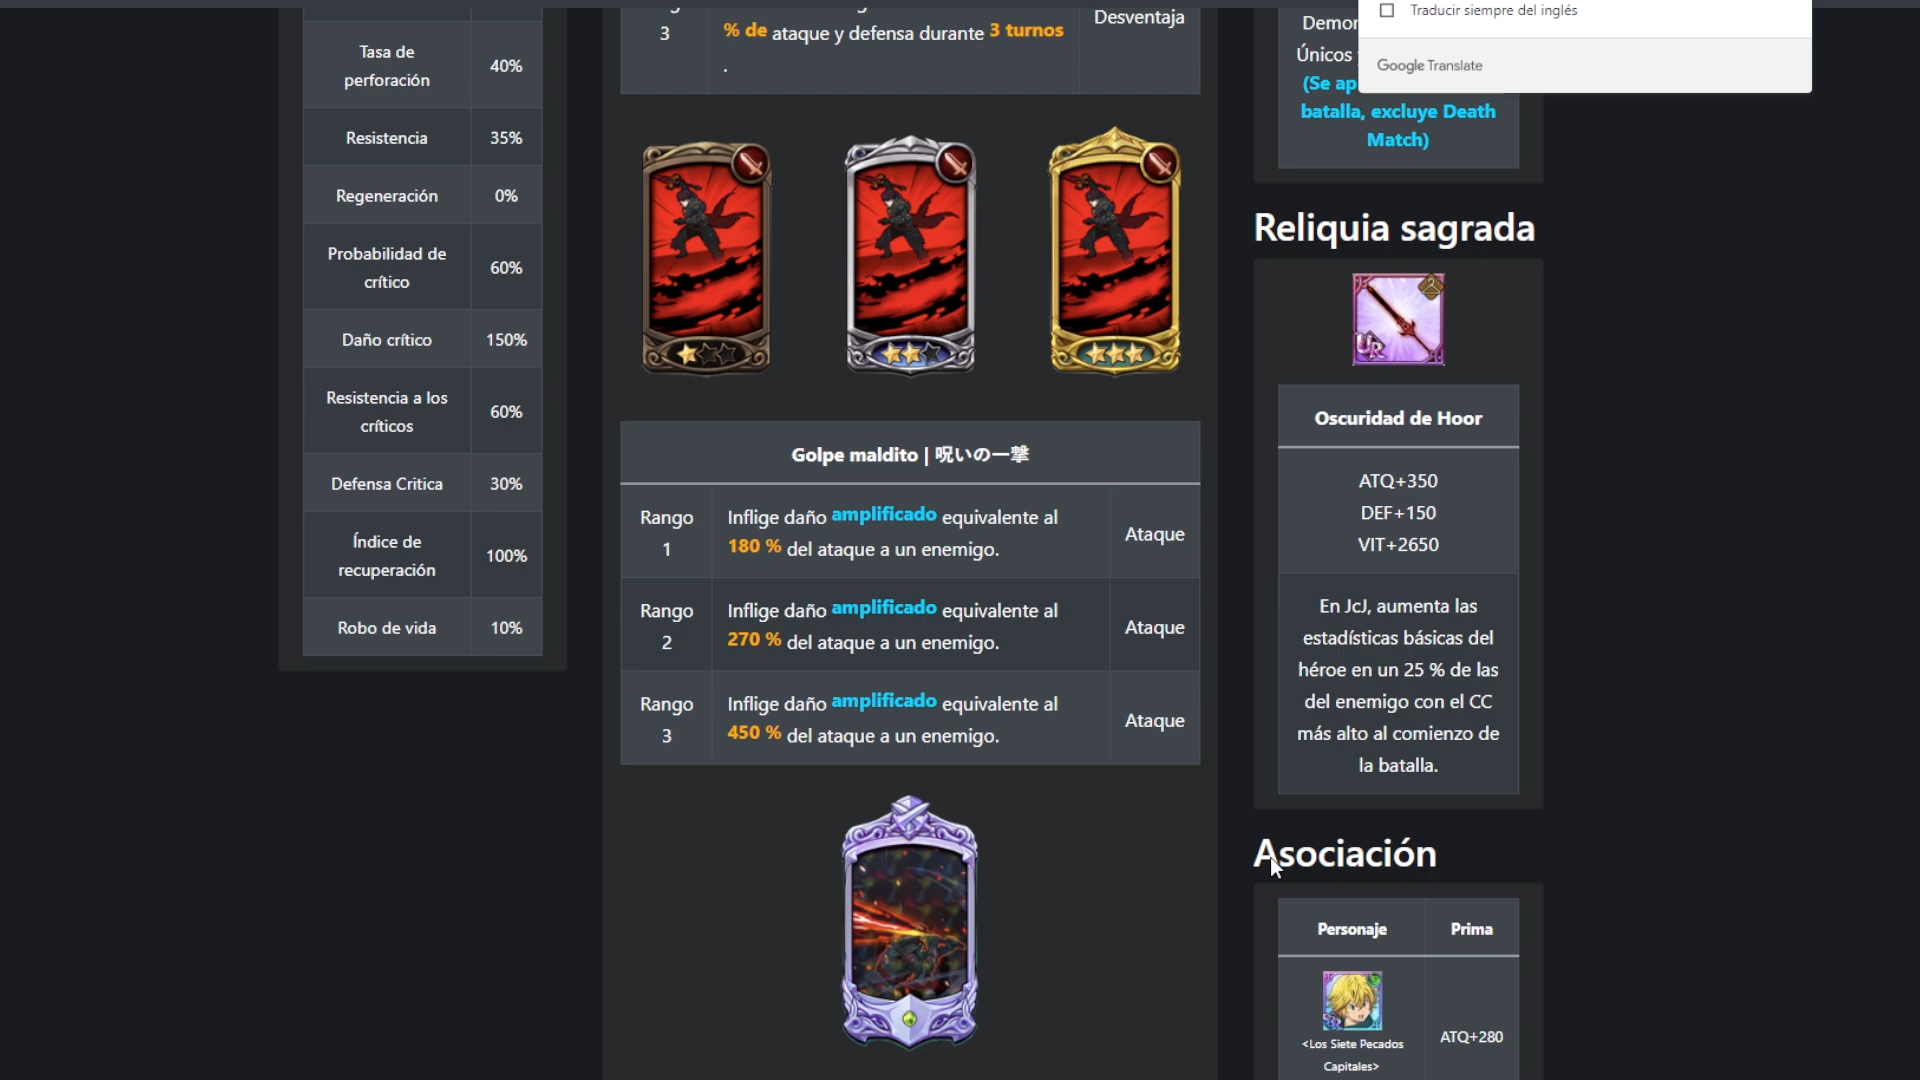 Tasa de
perforación
40%
Resistencia
35%
Regeneración
0%
Probabilidad de
crítico
60%
Daño crítico
150%
Resistencia a los
críticos
60%
Defensa Critica
30%
Índice de
recuperación
100%
Robo de vida
10%
3
% de ataque y defensa durante 3 turnos
.
Desventaja
Golpe maldito | 呪いの一撃
Rango
1
Inflige daño amplificado equivalente al
180 % del ataque a un enemigo.
Ataque
Rango
2
Inflige daño amplificado equivalente al
270 % del ataque a un enemigo.
Ataque
Rango
3
Inflige daño amplificado equivalente al
450 % del ataque a un enemigo.
Ataque
Traducir siempre del inglés
Google Translate
Únicos
(Se ap
batalla, excluye Death
Match)
Reliquia sagrada
UR
Oscuridad de Hoor
ATQ+350
DEF+150
VIT+2650
En JcJ, aumenta las
estadísticas básicas del
héroe en un 25 % de las
del enemigo con el CC
más alto al comienzo de
la batalla.
Asociación
Personaje
Prima
<Los Siete Pecados
Capitales>
ATQ+280